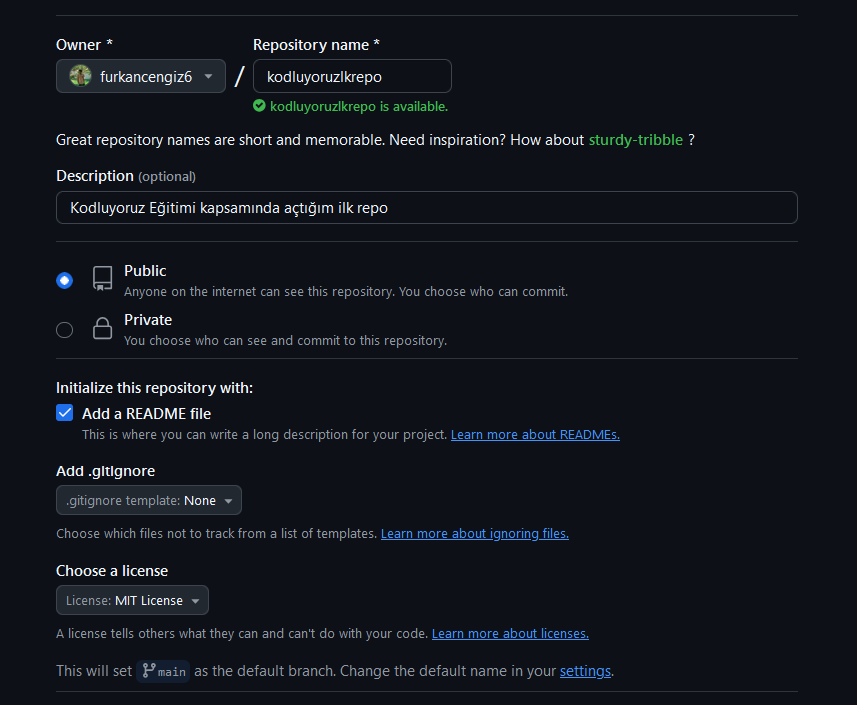 Owner *
Repository name *
furkancengiz6
/
kodluyoruzlkrepo
kodluyoruzlkrepo is available.
Great repository names are short and memorable. Need inspiration? How about sturdy-tribble ?
Description (optional)
Kodluyoruz Eğitimi kapsamında açtığım ilk repo
Public
Anyone on the internet can see this repository. You choose who can commit.
Private
You choose who can see and commit to this repository.
Initialize this repository with:
Add a README file
This is where you can write a long description for your project. Learn more about READMEs.
Add .gitignore
.gitignore template: None
Choose which files not to track from a list of templates. Learn more about ignoring files.
Choose a license
License: MIT License
A license tells others what they can and can't do with your code. Learn more about licenses.
This will set main as the default branch. Change the default name in your settings.